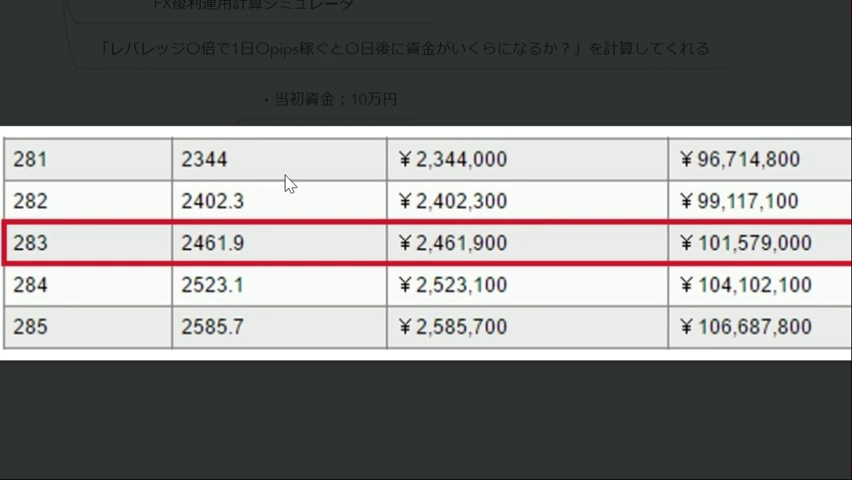 FX複利運用計算シミュレータ
「レバレッジ〇倍で1日Opips稼ぐと〇日後に資金がいくらになるか？」を計算してくれる
・当初資金：10万円
281 2344 ￥2,344,000 ￥96,714,800
282 2402.3 ￥2,402,300 ￥99,117,100
283 2461.9 ￥2,461,900 ￥101,579,000
284 2523.1 ￥2,523,100 ￥104,102,100
285 2585.7 ￥2,585,700 ￥106,687,800